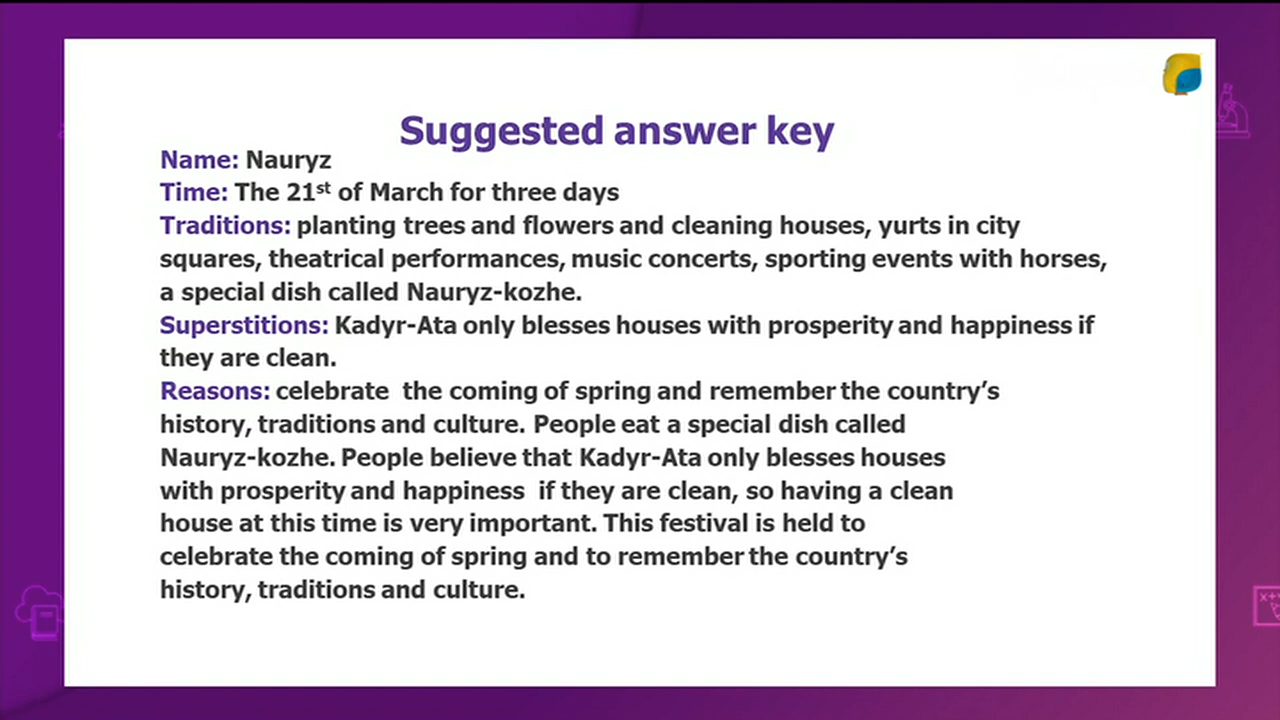 Suggested answer key
Name: Nauryz
Time: The 21st of March for three days
Traditions: planting trees and flowers and cleaning houses, yurts in city
squares, theatrical performances, music concerts, sporting events with horses,
a special dish called Nauryz-kozhe.
Superstitions: Kadyr-Ata only blesses houses with prosperity and happiness if
they are clean.
Reasons: celebrate  the coming of spring and remember the country’s
history, traditions and culture. People eat a special dish called
Nauryz-kozhe. People believe that Kadyr-Ata only blesses houses
with prosperity and happiness  if they are clean, so having a clean
house at this time is very important. This festival is held to
celebrate the coming of spring and to remember the country’s
history, traditions and culture.